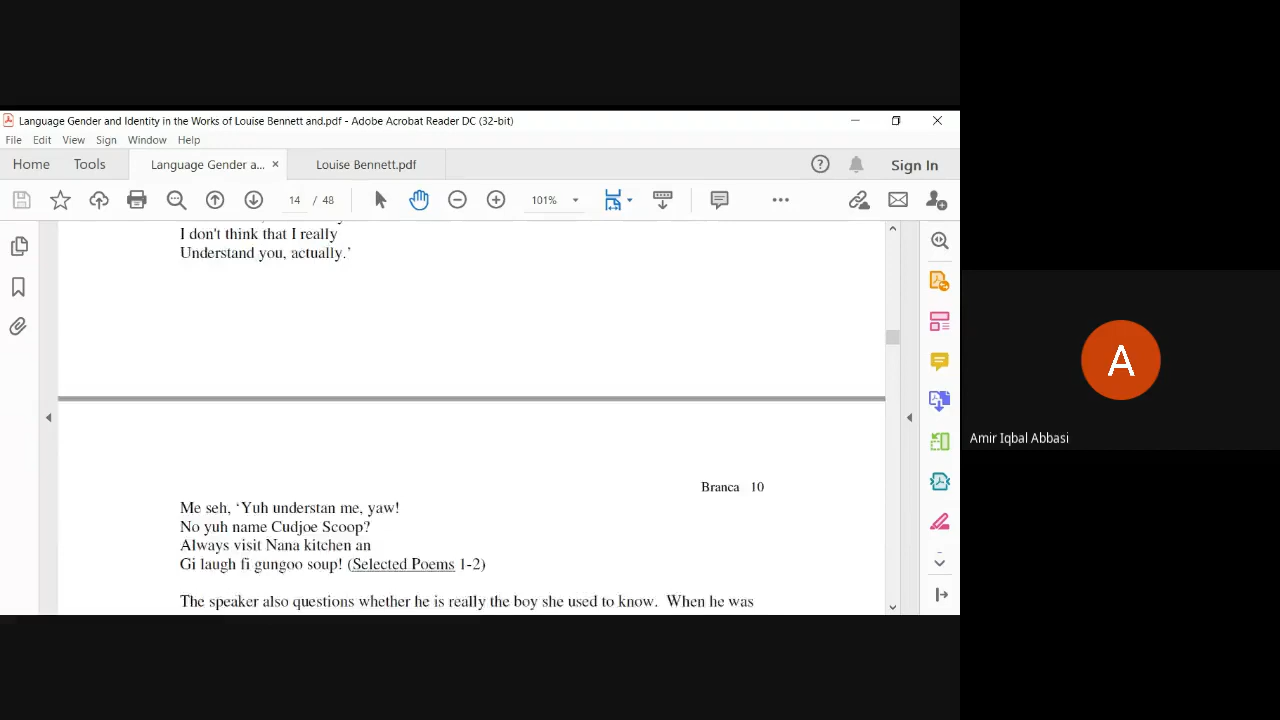 Language Gender and Identity in the Works of Louise Bennett and.pdf - Adobe Acrobat Reader DC (32-bit)
File Edit View Sign Window Help
Home Tools Language Gender a... × Louise Bennett.pdf Sign In
14 / 48 101%
I don't think that I really
Understand you, actually.’
Branca 10
Me seh, ‘Yuh understan me, yaw!
No yuh name Cudjoe Scoop?
Always visit Nana kitchen an
Gi laugh fi gungoo soup! (Selected Poems 1-2)
The speaker also questions whether he is really the boy she used to know. When he was
A
Amir Iqbal Abbasi